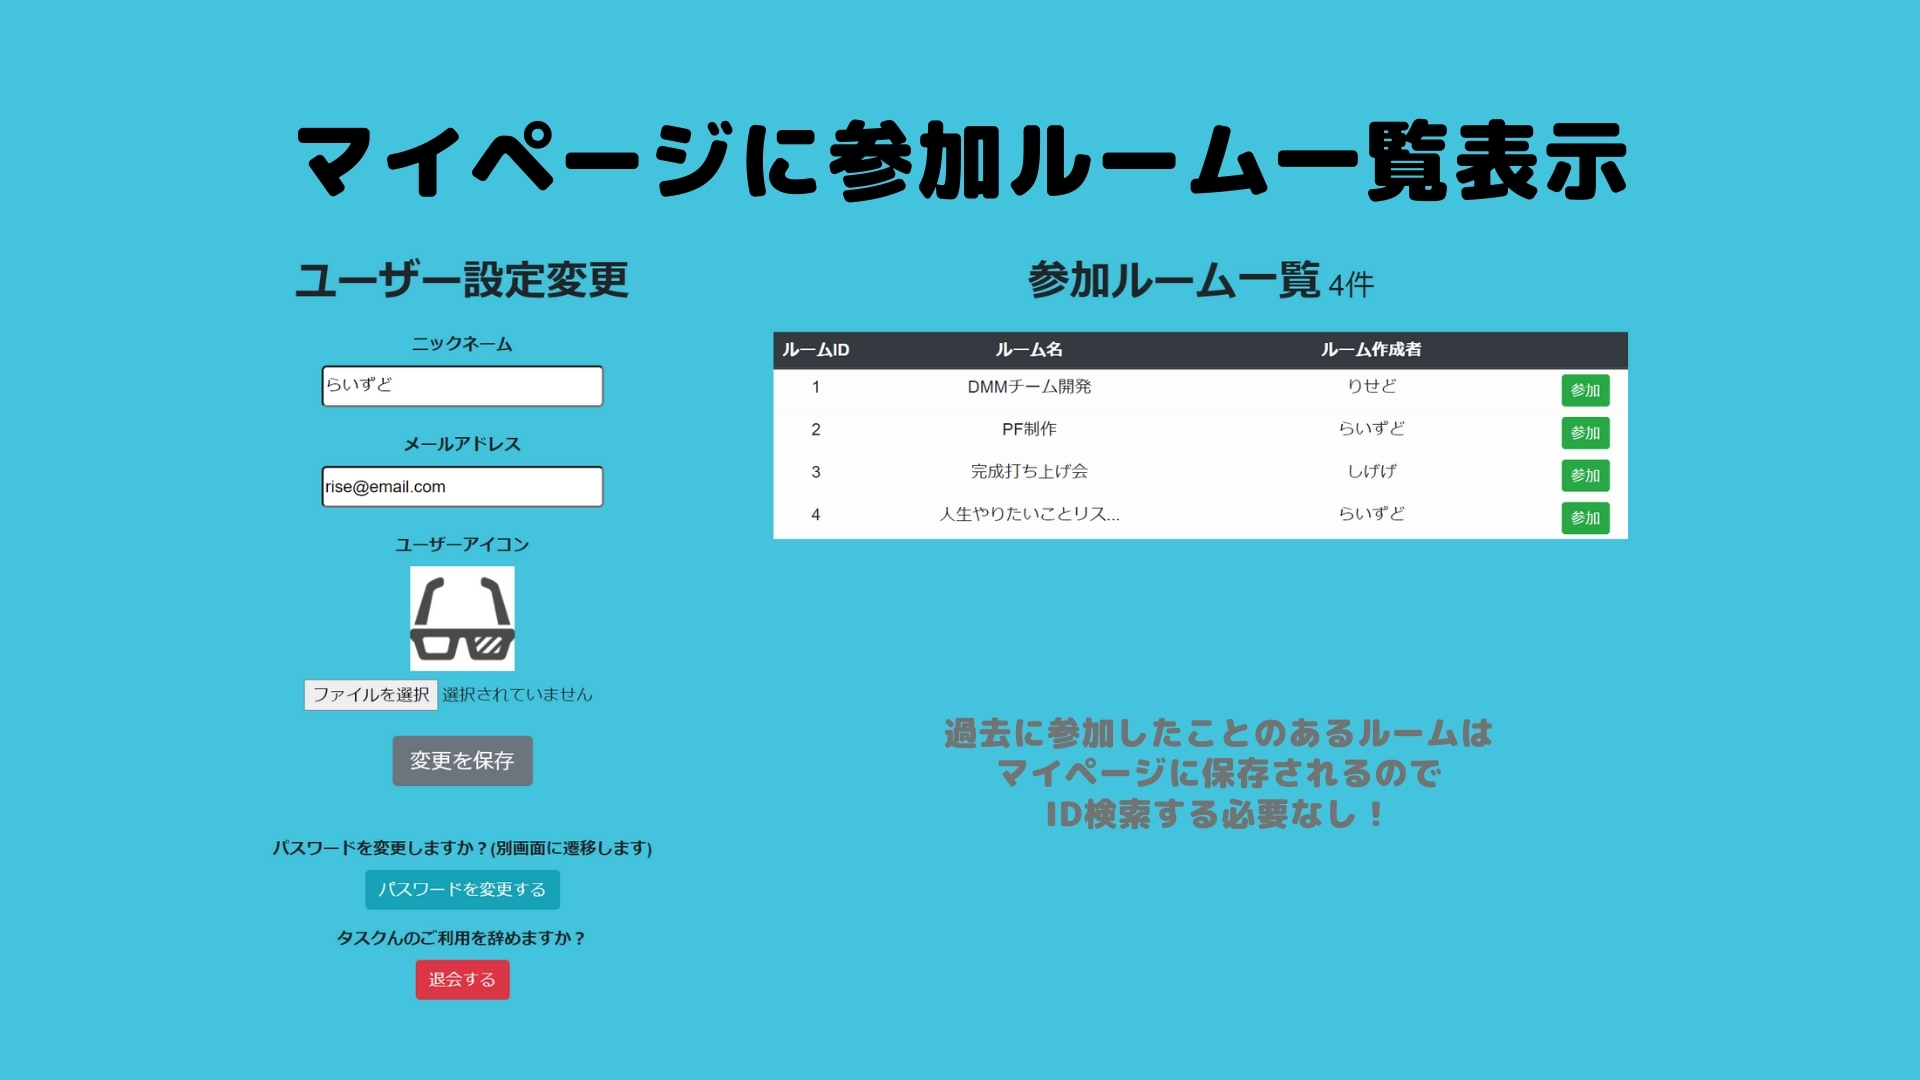 マイページに参加ルーム一覧表示
ユーザー設定変更
ニックネーム
らいずど
メールアドレス
rise@email.com
ユーザーアイコン
ファイルを選択 選択されていません
変更を保存
パスワードを変更しますか？(別画面に遷移します)
パスワードを変更する
タスクんのご利用を辞めますか？
退会する
参加ルーム一覧 4件
ルームID ルーム名 ルーム作成者
1 DMMチーム開発 りせど 参加
2 PF制作 らいずど 参加
3 完成打ち上げ会 しげげ 参加
4 人生やりたいことリス... らいずど 参加
過去に参加したことのあるルームは
マイページに保存されるので
ID検索する必要なし！